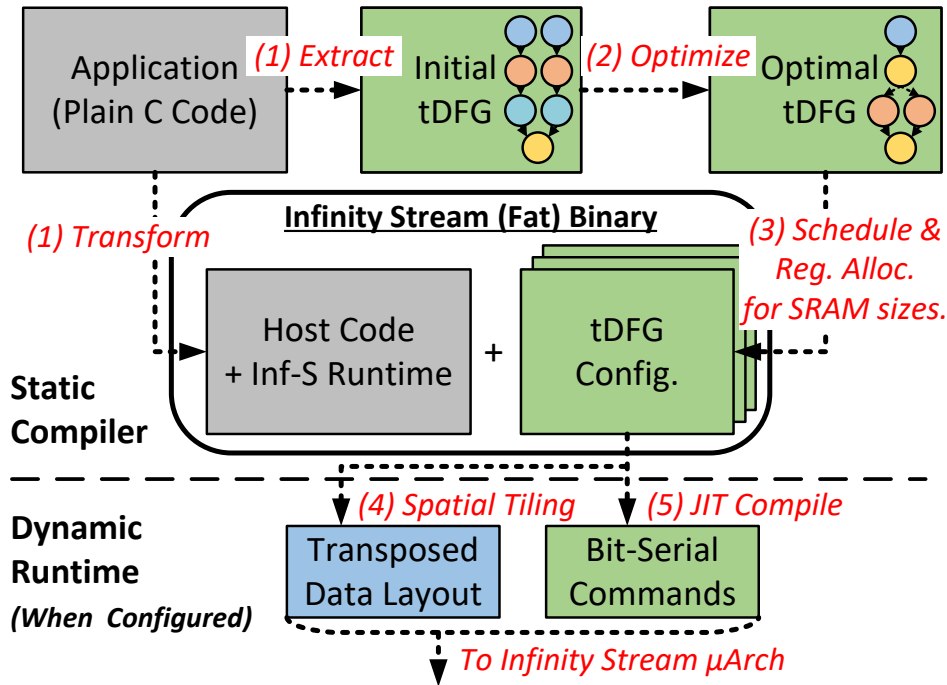 Application
(Plain C Code)
(1) Extract
Initial
tDFG
(2) Optimize
Optimal
tDFG
(1) Transform
Infinity Stream (Fat) Binary
(3) Schedule &
Reg. Alloc.
for SRAM sizes.
Host Code
+ Inf-S Runtime
+
tDFG
Config.
Static
Compiler
(4) Spatial Tiling
(5) JIT Compile
Dynamic
Runtime
(When Configured)
Transposed
Data Layout
Bit-Serial
Commands
To Infinity Stream μArch